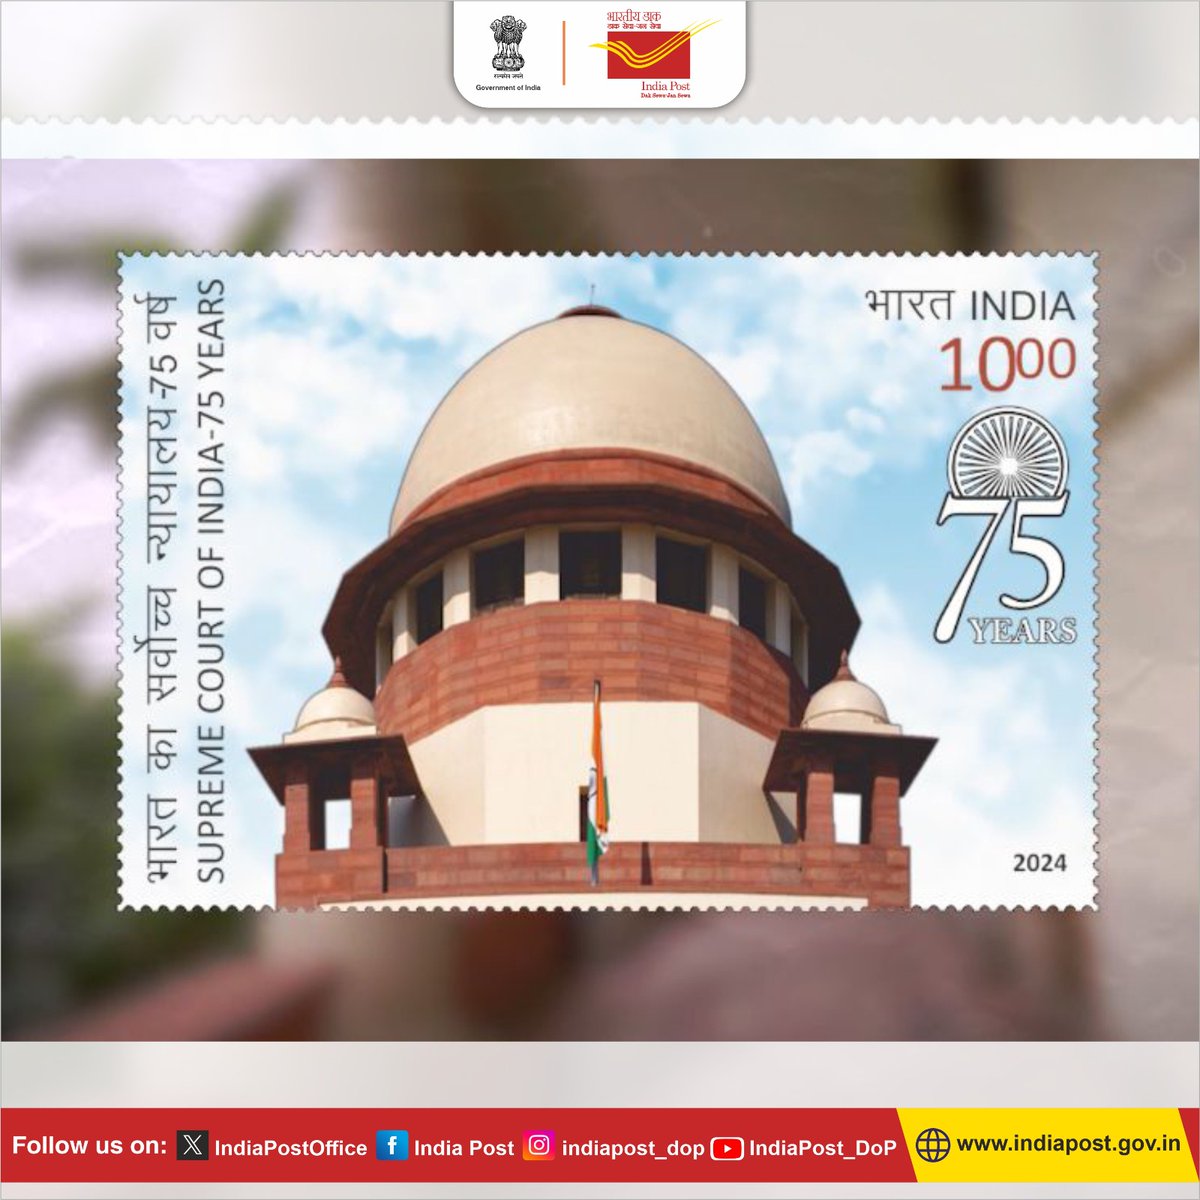 सत्यमेव जयते
Government of India
भारतीय डाक
डाक सेवा-जन सेवा
India Post
Dak Sewa-Jan Sewa
भारत का सर्वोच्च न्यायालय-75 वर्ष
SUPREME COURT OF INDIA-75 YEARS
भारत INDIA
1000
75
YEARS
2024
Follow us on: IndiaPostOffice India Post indiapost_dop IndiaPost_DoP www.indiapost.gov.in